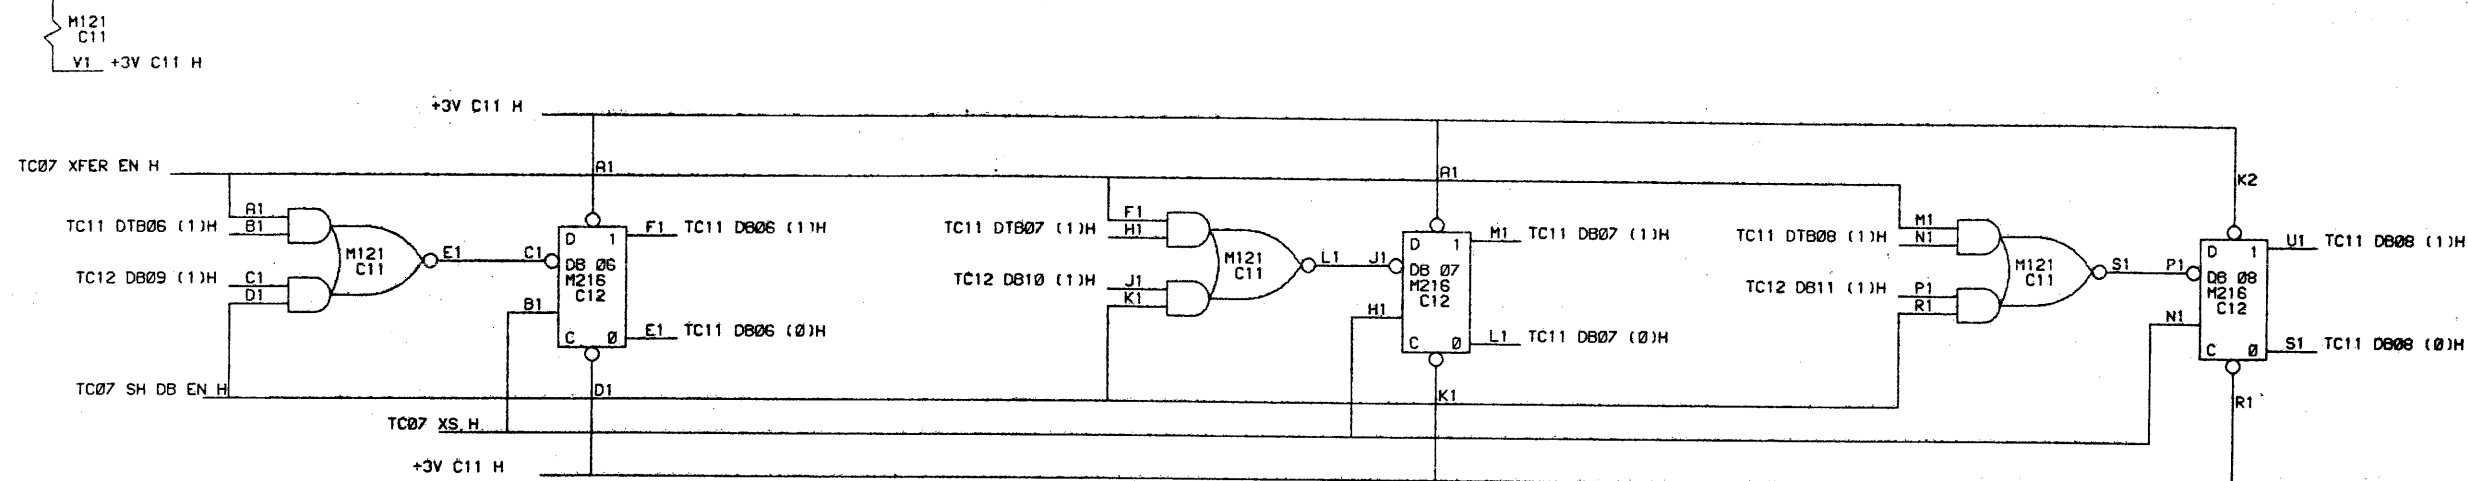 M121
C11
V1 +3V C11 H
+3V C11 H
TC07 XFER EN H
A1
A1
K2
A1
TC11 DTB06 (1)H B1
M121
C11
E1
C1
TC12 DB09 (1)H C1
D1
D 1
DB 06
M216
C12
C 0
F1 TC11 DB06 (1)H
B1
E1 TC11 DB06 (0)H
D1
F1
TC11 DTB07 (1)H H1
M121
C11
L1
J1
TC12 DB10 (1)H J1
K1
D 1
DB 07
M216
C12
C 0
M1 TC11 DB07 (1)H
H1
L1 TC11 DB07 (0)H
K1
M1
TC11 DTB08 (1)H N1
M121
C11
S1
P1
TC12 DB11 (1)H P1
R1
D 1
DB 08
M216
C12
C 0
U1 TC11 DB08 (1)H
N1
S1 TC11 DB08 (0)H
R1
TC07 SH DB EN H
TC07 XS H
+3V C11 H